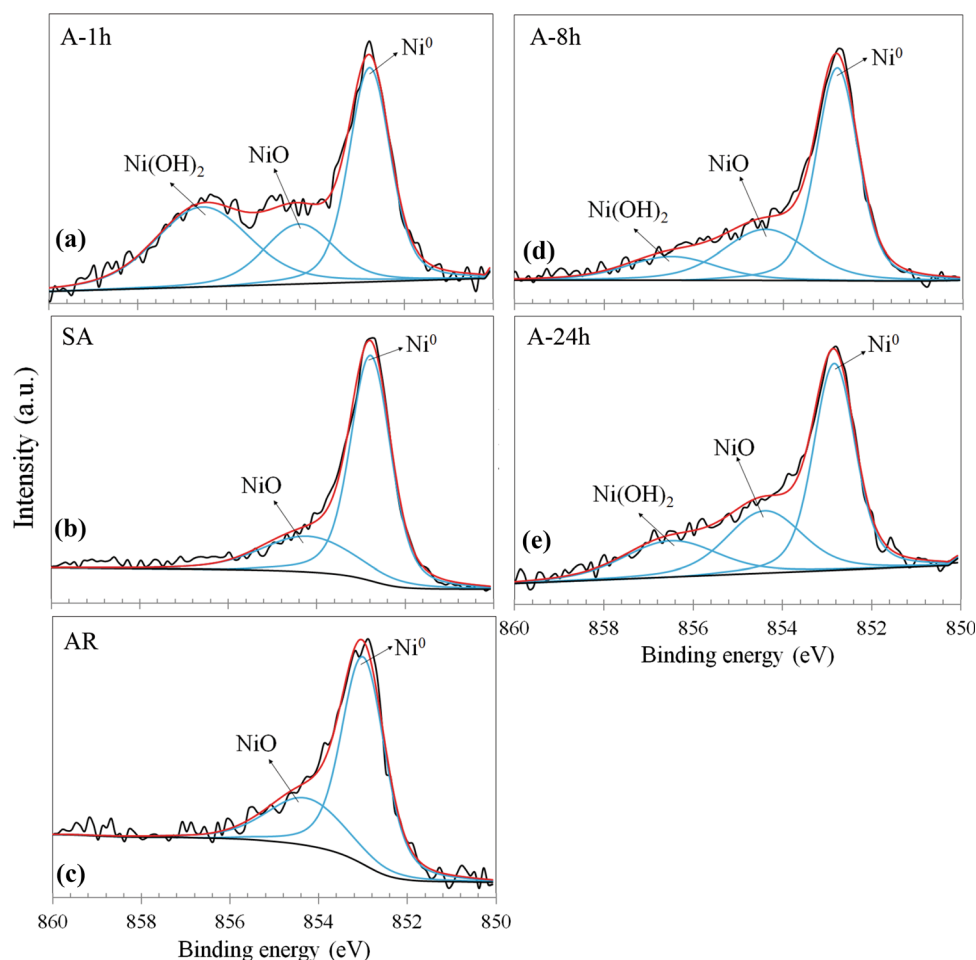 A-1h
Ni⁰
NiO
Ni(OH)₂
(a)
SA
Ni⁰
NiO
(b)
AR
Ni⁰
NiO
(c)
860 858 856 854 852 850
Binding energy (eV)
Intensity (a.u.)
A-8h
Ni⁰
NiO
Ni(OH)₂
(d)
A-24h
Ni⁰
NiO
Ni(OH)₂
(e)
860 858 856 854 852 850
Binding energy (eV)